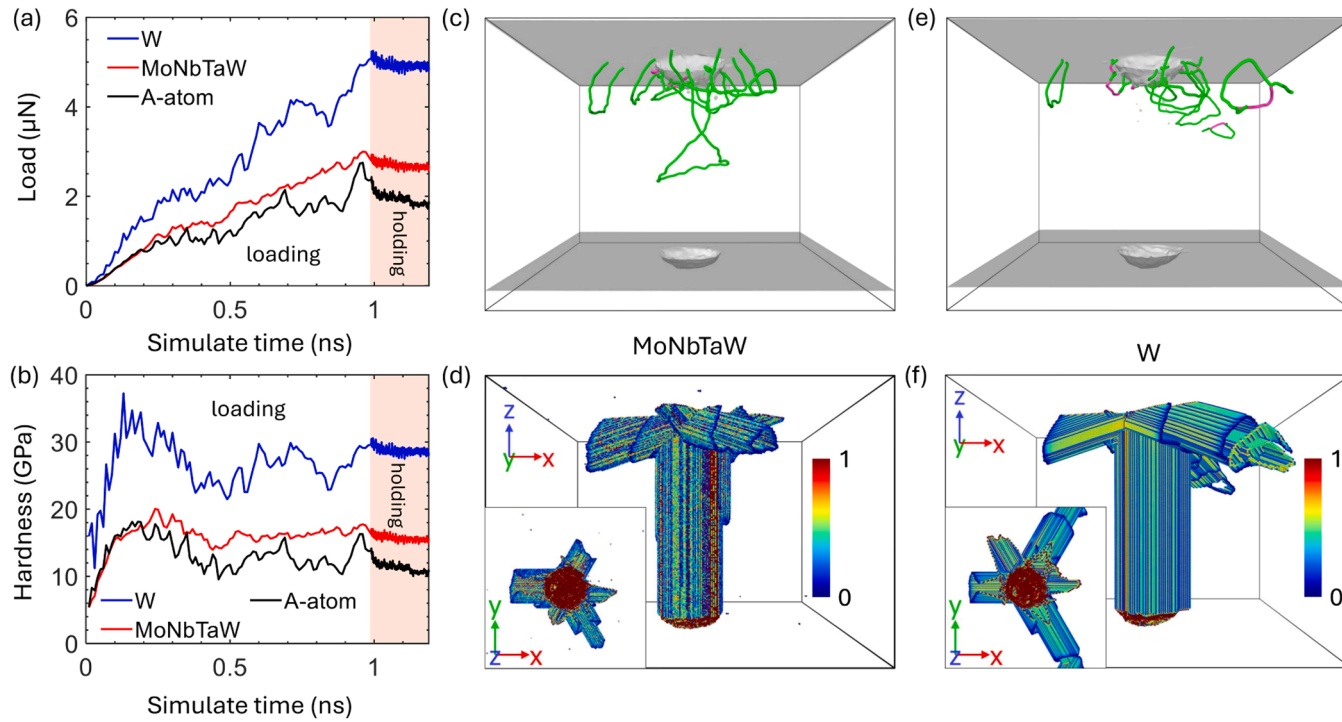 (a)
6
4
2
0
Load (μN)
W
MoNbTaW
A-atom
loading
holding
0
0.5
1
Simulate time (ns)
(b)
40
30
20
10
0
Hardness (GPa)
loading
holding
W
A-atom
MoNbTaW
0
0.5
1
Simulate time (ns)
(c)
(e)
MoNbTaW
W
(d)
z
y
x
1
0
y
z
x
(f)
z
y
x
1
0
y
z
x